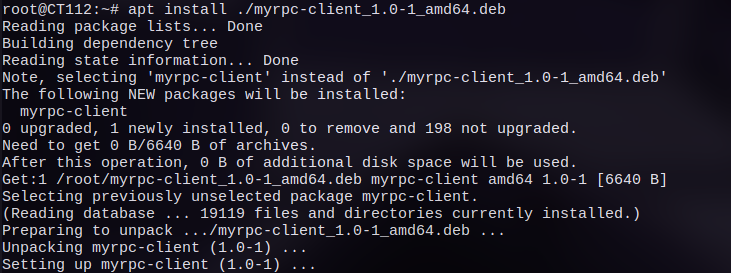 root@CT112:~# apt install ./myrpc-client_1.0-1_amd64.deb
Reading package lists... Done
Building dependency tree
Reading state information... Done
Note, selecting 'myrpc-client' instead of './myrpc-client_1.0-1_amd64.deb'
The following NEW packages will be installed:
  myrpc-client
0 upgraded, 1 newly installed, 0 to remove and 198 not upgraded.
Need to get 0 B/6640 B of archives.
After this operation, 0 B of additional disk space will be used.
Get:1 /root/myrpc-client_1.0-1_amd64.deb myrpc-client amd64 1.0-1 [6640 B]
Selecting previously unselected package myrpc-client.
(Reading database ... 19119 files and directories currently installed.)
Preparing to unpack .../myrpc-client_1.0-1_amd64.deb ...
Unpacking myrpc-client (1.0-1) ...
Setting up myrpc-client (1.0-1) ...